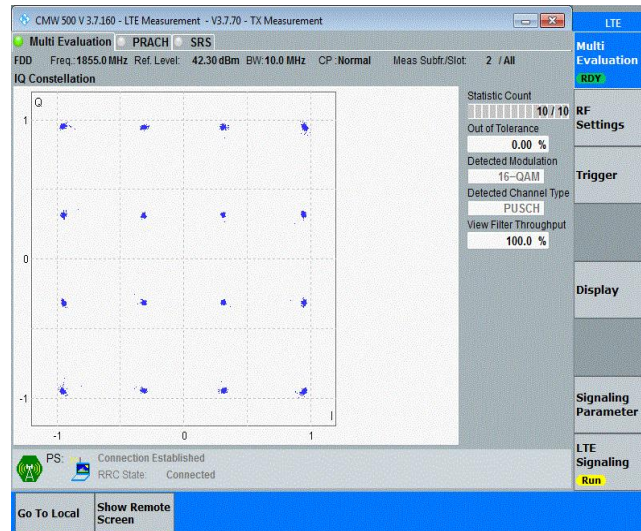 CMW 500 V 3.7.160 - LTE Measurement - V3.7.70 - TX Measurement
LTE
Multi Evaluation PRACH SRS
FDD Freq.:1855.0 MHz Ref. Level: 42.30 dBm BW:10.0 MHz CP :Normal Meas Subfr./Slot: 2 / All
IQ Constellation
Q
1
0
-1
-1 0 1
I
Statistic Count
10 / 10
Out of Tolerance
0.00 %
Detected Modulation
16-QAM
Detected Channel Type
PUSCH
View Filter Throughput
100.0 %
Multi
Evaluation
RDY
RF
Settings
Trigger
Display
Signaling
Parameter
LTE
Signaling
Run
PS: Connection Established
RRC State: Connected
Go To Local
Show Remote
Screen